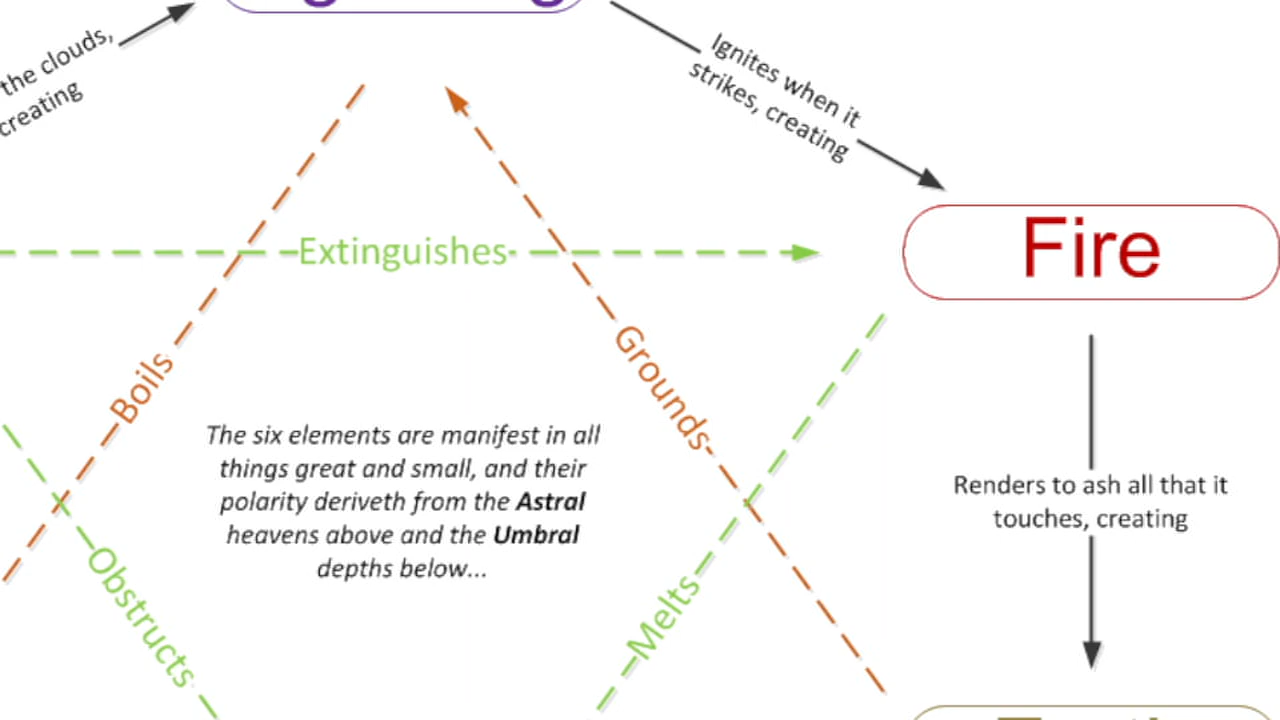 the clouds,
creating
Ignites when it
strikes, creating
Fire
Extinguishes
Boils
Grounds
The six elements are manifest in all
things great and small, and their
polarity deriveth from the Astral
heavens above and the Umbral
depths below...
Renders to ash all that it
touches, creating
Obstructs
Melts